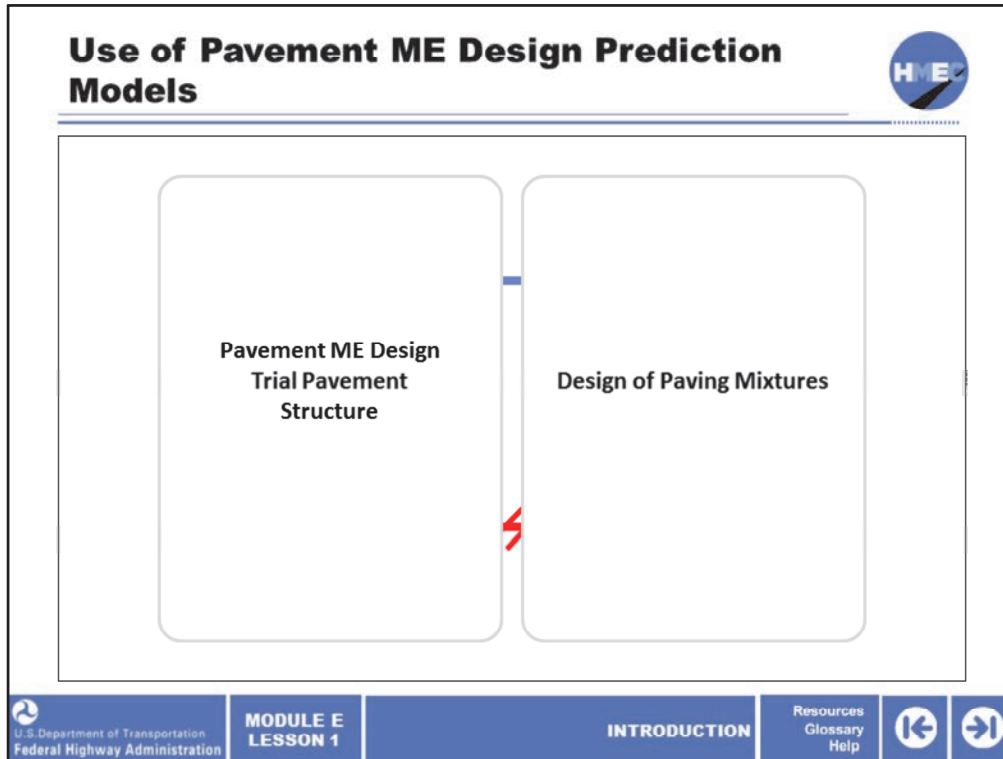 Use of Pavement ME Design Prediction
Models
HMEC
Pavement ME Design
Trial Pavement
Structure
Design of Paving Mixtures
U.S.Department of Transportation
Federal Highway Administration
MODULE E
LESSON 1
INTRODUCTION
Resources
Glossary
Help